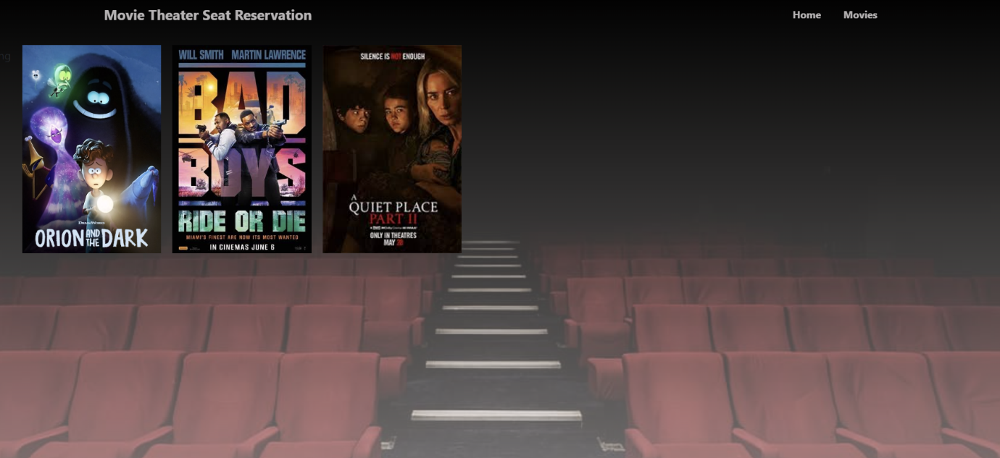 Movie Theater Seat Reservation
Home
Movies
ng
DREAMWORKS
ORION AND THE DARK
WILL SMITH MARTIN LAWRENCE
BAD
BOYS
RIDE OR DIE
MIAMI'S FINEST ARE NOW ITS MOST WANTED
IN CINEMAS JUNE 6
SILENCE IS NOT ENOUGH
A
QUIET PLACE
PART II
ONLY IN THEATRES
MAY 28